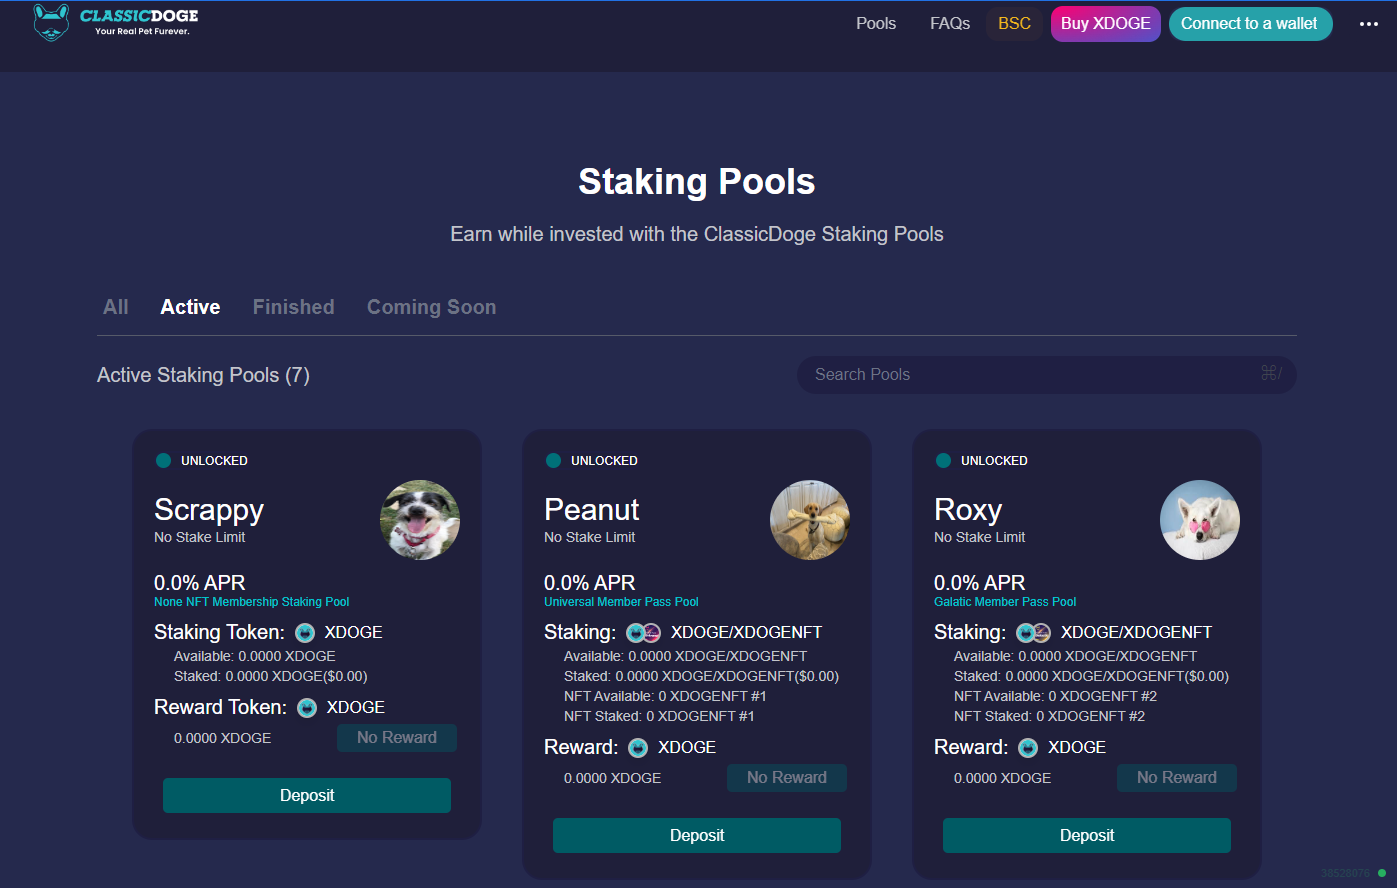 CLASSICDOGE
Your Real Pet Furever.
Pools
FAQs
BSC
Buy XDOGE
Connect to a wallet
Staking Pools
Earn while invested with the ClassicDoge Staking Pools
All
Active
Finished
Coming Soon
Active Staking Pools (7)
Search Pools
⌘/
UNLOCKED
Scrappy
No Stake Limit
0.0% APR
None NFT Membership Staking Pool
Staking Token: XDOGE
Available: 0.0000 XDOGE
Staked: 0.0000 XDOGE($0.00)
Reward Token: XDOGE
0.0000 XDOGE
No Reward
Deposit
UNLOCKED
Peanut
No Stake Limit
0.0% APR
Universal Member Pass Pool
Staking: XDOGE/XDOGENFT
Available: 0.0000 XDOGE/XDOGENFT
Staked: 0.0000 XDOGE/XDOGENFT($0.00)
NFT Available: 0 XDOGENFT #1
NFT Staked: 0 XDOGENFT #1
Reward: XDOGE
0.0000 XDOGE
No Reward
Deposit
UNLOCKED
Roxy
No Stake Limit
0.0% APR
Galatic Member Pass Pool
Staking: XDOGE/XDOGENFT
Available: 0.0000 XDOGE/XDOGENFT
Staked: 0.0000 XDOGE/XDOGENFT($0.00)
NFT Available: 0 XDOGENFT #2
NFT Staked: 0 XDOGENFT #2
Reward: XDOGE
0.0000 XDOGE
No Reward
Deposit
38528076